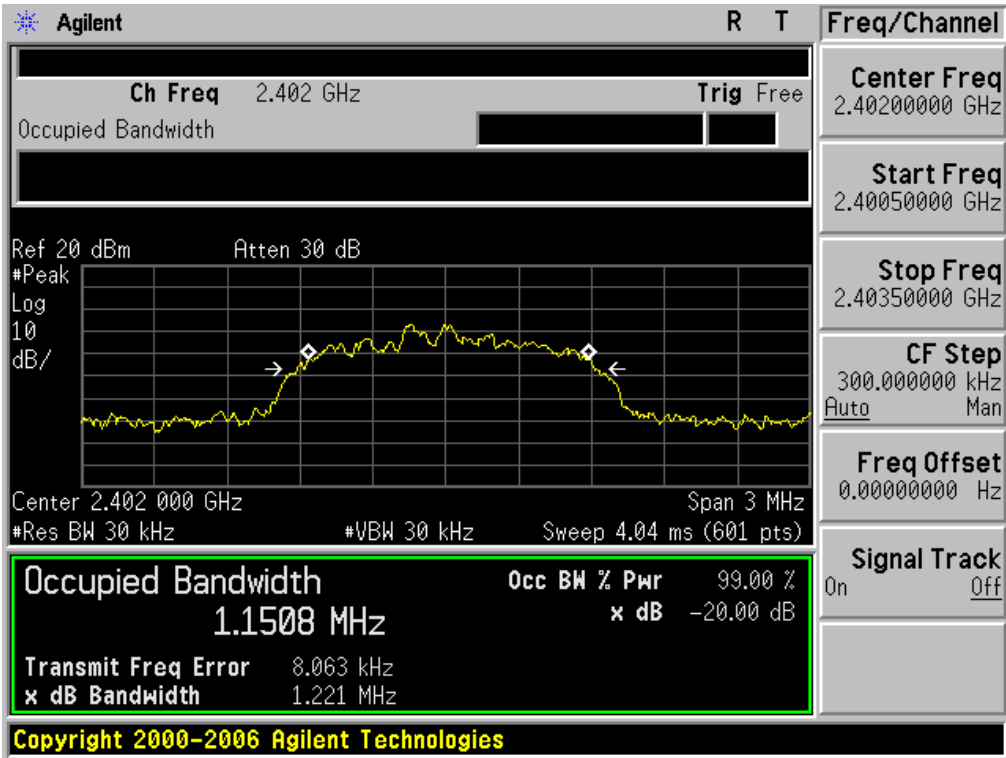 Agilent R T
Freq/Channel
Ch Freq 2.402 GHz Trig Free
Occupied Bandwidth
Center Freq
2.40200000 GHz
Start Freq
2.40050000 GHz
Stop Freq
2.40350000 GHz
CF Step
300.000000 kHz
Auto Man
Freq Offset
0.00000000 Hz
Signal Track
On Off
Ref 20 dBm Atten 30 dB
#Peak
Log
10
dB/
Center 2.402 000 GHz Span 3 MHz
#Res BW 30 kHz #VBW 30 kHz Sweep 4.04 ms (601 pts)
Occupied Bandwidth
1.1508 MHz
Occ BW % Pwr 99.00 %
x dB -20.00 dB
Transmit Freq Error 8.063 kHz
x dB Bandwidth 1.221 MHz
Copyright 2000-2006 Agilent Technologies